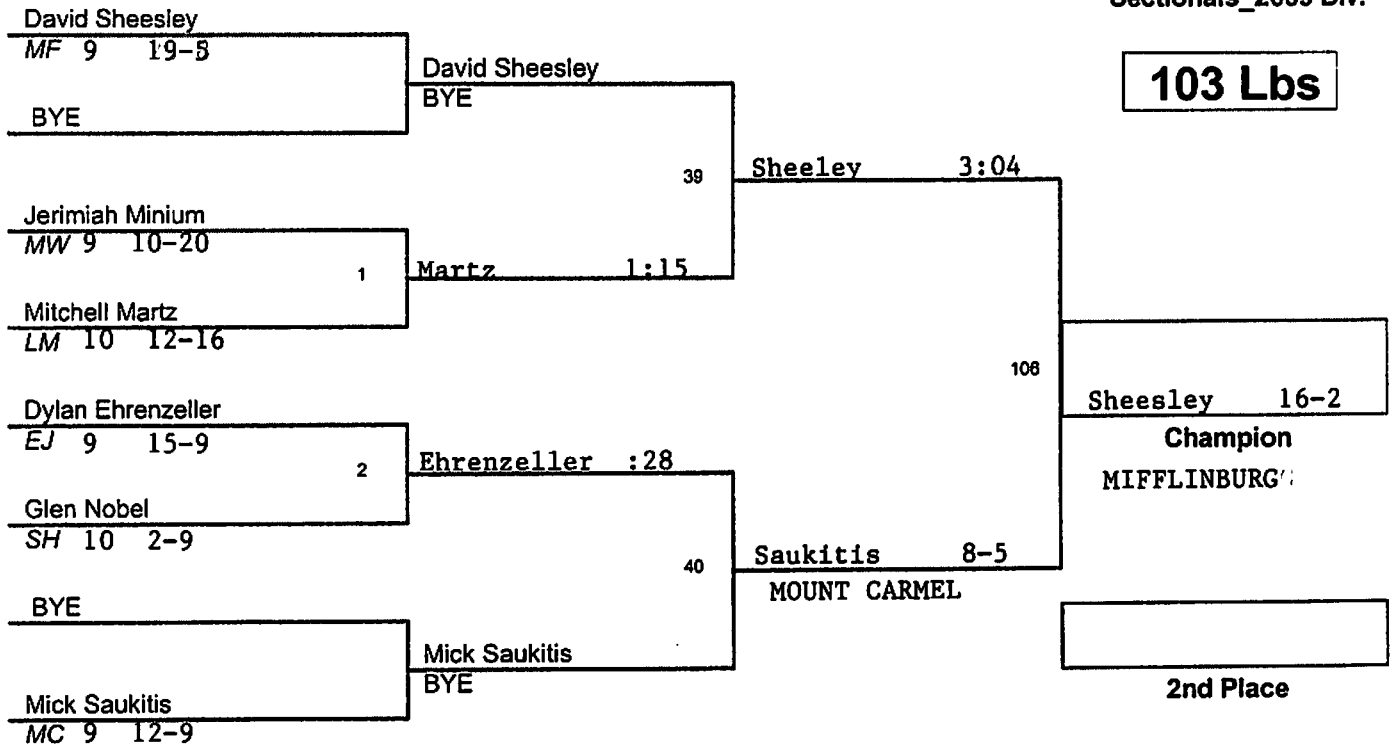 David Sheesley
MF 9
David Sheesley
BYE
103 Lbs
BYE
39
Sheeley 3:04
Jerimiah Minium
MW 9 10-20
1
Martz 1:15
Mitchell Martz
LM 10 12-16
106
Dylan Ehrenzeller
EJ 9 15-9
Sheesley 16-2
Champion
2
Ehrenzeller :28
MIFFLINBURG
Glen Nobel
SH 10 2-9
40
Saukitis 8-5
MOUNT CARMEL
BYE
Mick Saukitis
BYE
2nd Place
Mick Saukitis
MC 9 12-9